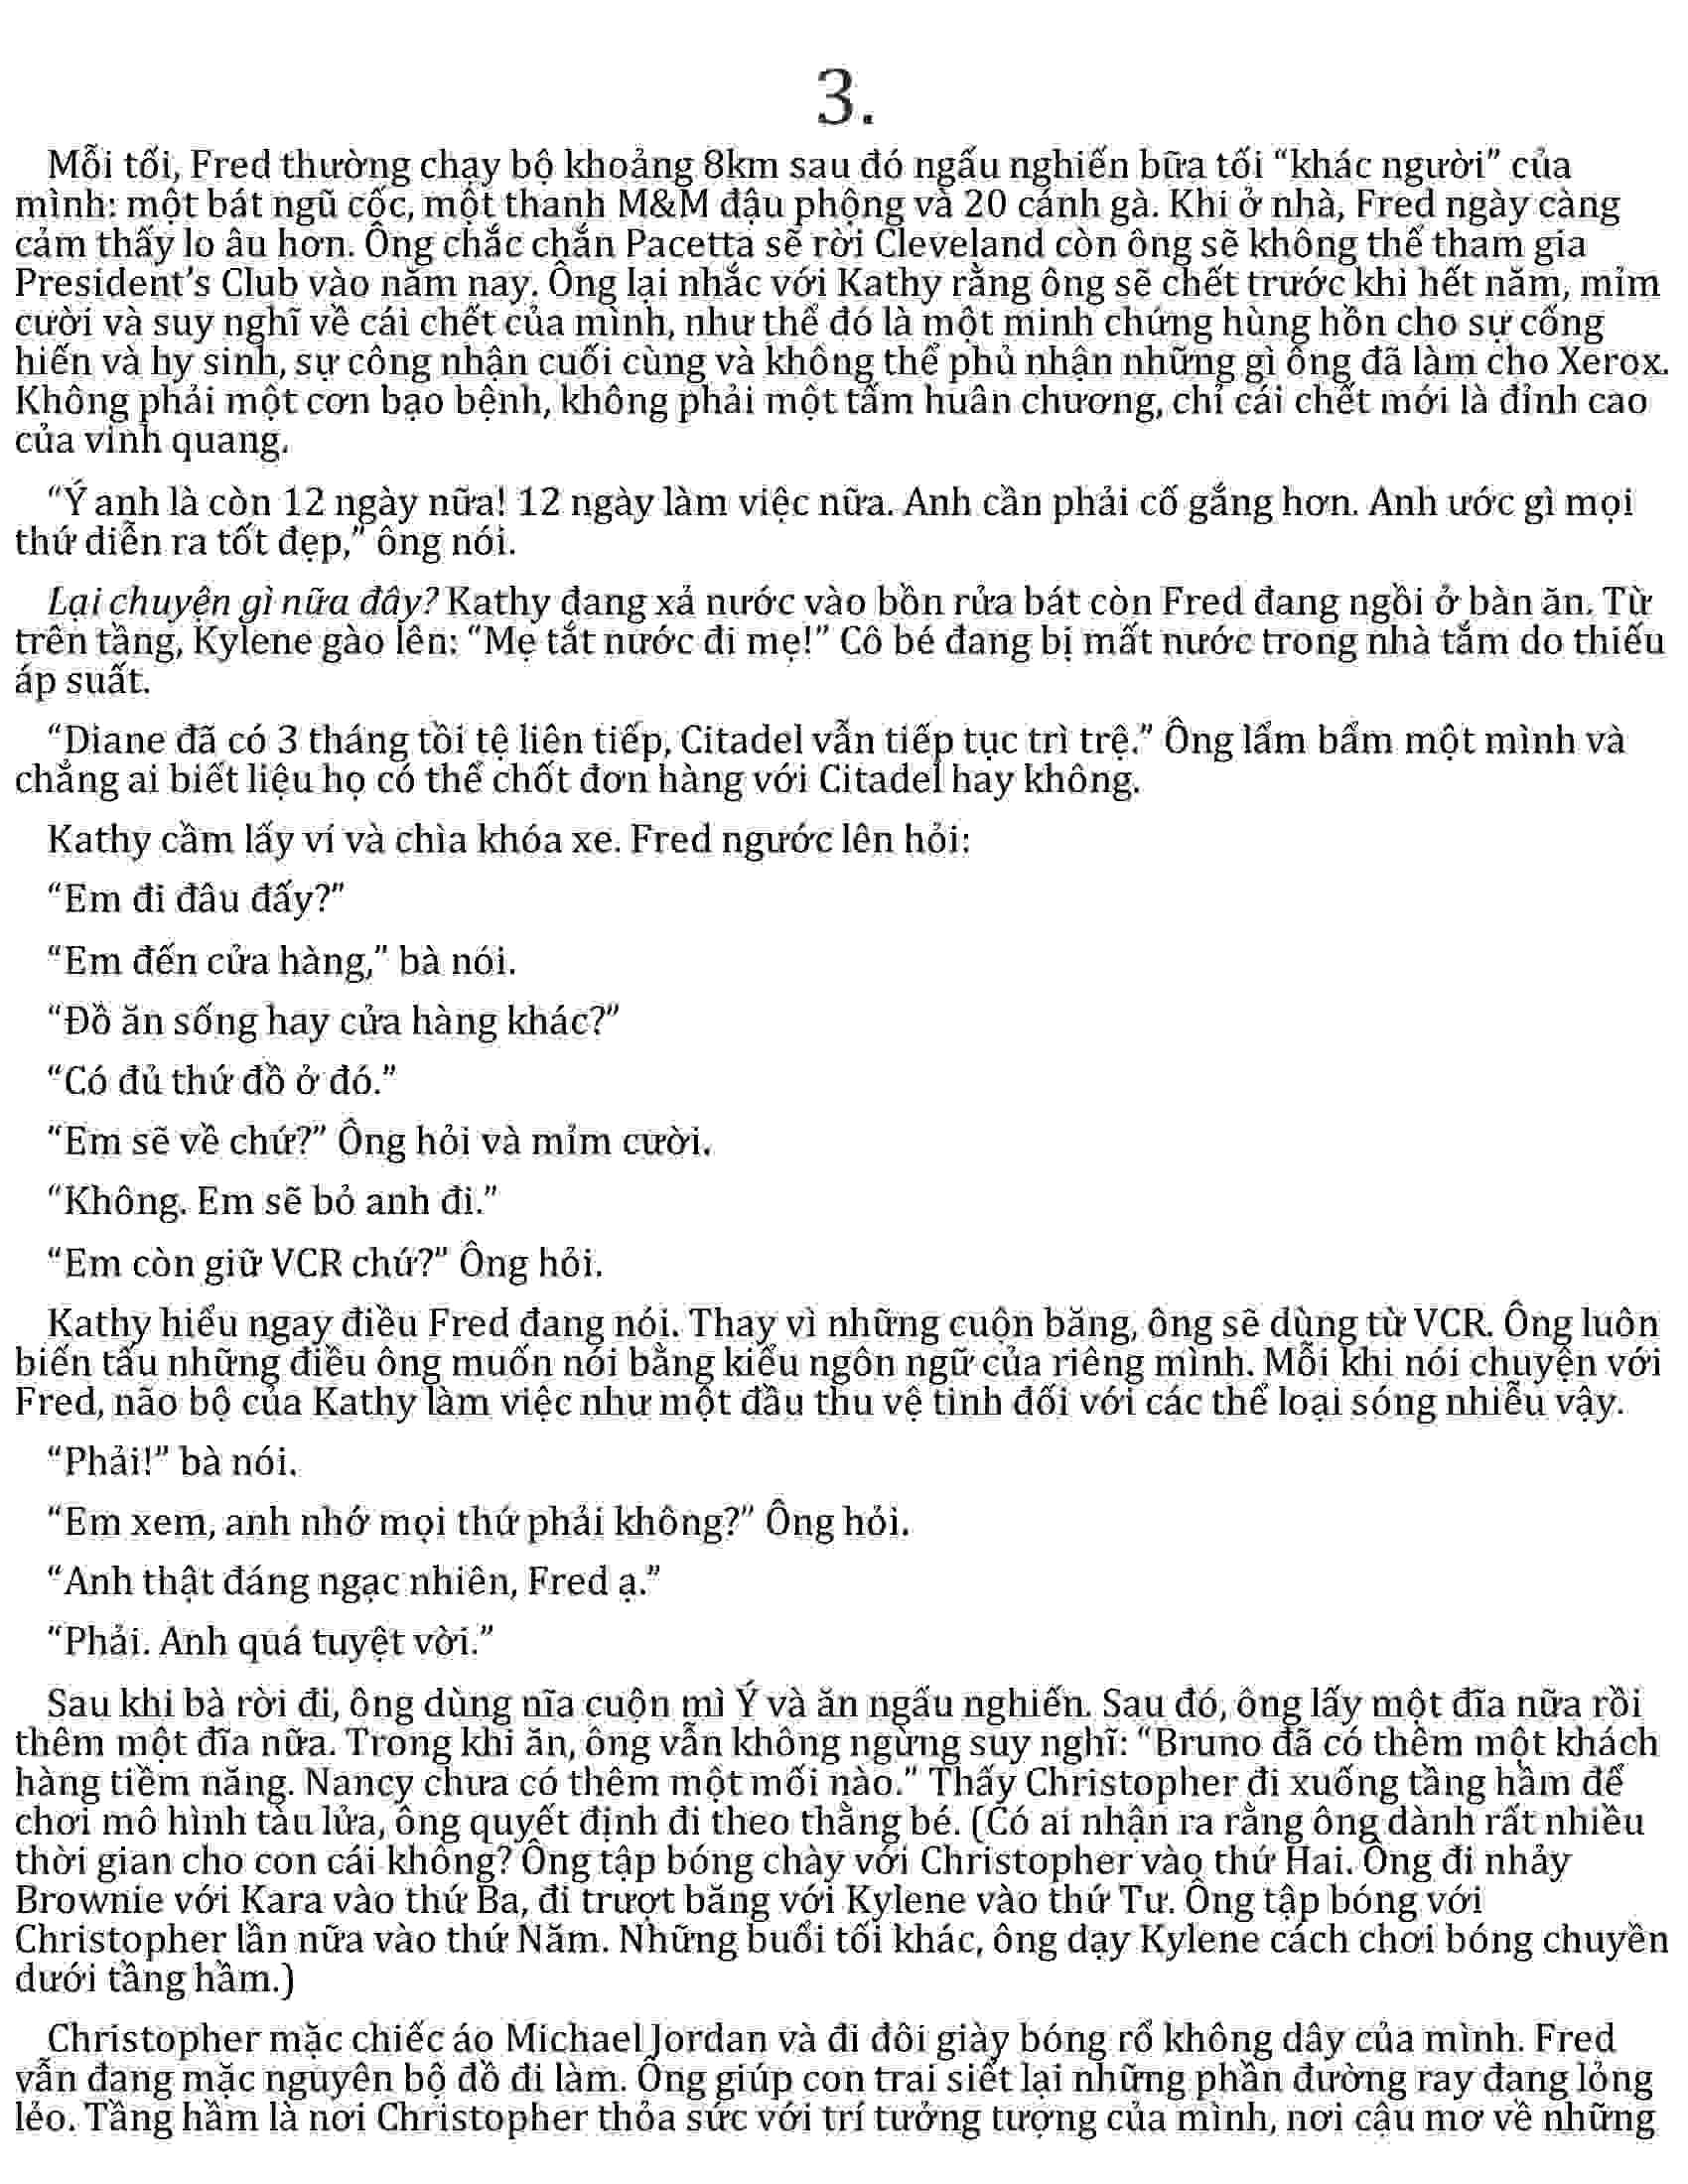 3.
Mỗi tối, Fred thường chạy bộ khoảng 8km sau đó ngấu nghiến bữa tối “khác người” của
mình: một bát ngũ cốc, một thanh M&M đậu phộng và 20 cánh gà. Khi ở nhà, Fred ngày càng
cảm thấy lo âu hơn. Ông chắc chắn Pacetta sẽ rời Cleveland còn ông sẽ không thể tham gia
President’s Club vào năm nay. Ông lại nhắc với Kathy rằng ông sẽ chết trước khi hết năm, mỉm
cười và suy nghĩ về cái chết của mình, như thể đó là một minh chứng hùng hồn cho sự cống
hiến và hy sinh, sự công nhận cuối cùng và không thể phủ nhận những gì ông đã làm cho Xerox.
Không phải một cơn bạo bệnh, không phải một tấm huân chương, chỉ cái chết mới là đỉnh cao
của vinh quang.
“Ý anh là còn 12 ngày nữa! 12 ngày làm việc nữa. Anh cần phải cố gắng hơn. Anh ước gì mọi
thứ diễn ra tốt đẹp,” ông nói.
Lại chuyện gì nữa đây? Kathy đang xả nước vào bồn rửa bát còn Fred đang ngồi ở bàn ăn. Từ
trên tầng, Kylene gào lên: “Mẹ tắt nước đi mẹ!” Cô bé đang bị mất nước trong nhà tắm do thiếu
áp suất.
“Diane đã có 3 tháng tồi tệ liên tiếp, Citadel vẫn tiếp tục trì trệ.” Ông lẩm bẩm một mình và
chẳng ai biết liệu họ có thể chốt đơn hàng với Citadel hay không.
Kathy cầm lấy ví và chìa khóa xe. Fred ngước lên hỏi:
“Em đi đâu đấy?”
“Em đến cửa hàng,” bà nói.
“Đồ ăn sống hay cửa hàng khác?”
“Có đủ thứ đồ ở đó.”
“Em sẽ về chứ?” Ông hỏi và mỉm cười.
“Không. Em sẽ bỏ anh đi.”
“Em còn giữ VCR chứ?” Ông hỏi.
Kathy hiểu ngay điều Fred đang nói. Thay vì những cuộn băng, ông sẽ dùng từ VCR. Ông luôn
biến tấu những điều ông muốn nói bằng kiểu ngôn ngữ của riêng mình. Mỗi khi nói chuyện với
Fred, não bộ của Kathy làm việc như một đầu thu vệ tinh đối với các thể loại sóng nhiễu vậy.
“Phải!” bà nói.
“Em xem, anh nhớ mọi thứ phải không?” Ông hỏi.
“Anh thật đáng ngạc nhiên, Fred ạ.”
“Phải. Anh quá tuyệt vời.”
Sau khi bà rời đi, ông dùng nĩa cuộn mì Ý và ăn ngấu nghiến. Sau đó, ông lấy một đĩa nữa rồi
thêm một đĩa nữa. Trong khi ăn, ông vẫn không ngừng suy nghĩ: “Bruno đã có thêm một khách
hàng tiềm năng. Nancy chưa có thêm một mối nào.” Thấy Christopher đi xuống tầng hầm để
chơi mô hình tàu lửa, ông quyết định đi theo thằng bé. (Có ai nhận ra rằng ông dành rất nhiều
thời gian cho con cái không? Ông tập bóng chày với Christopher vào thứ Hai. Ông đi nhảy
Brownie với Kara vào thứ Ba, đi trượt băng với Kylene vào thứ Tư. Ông tập bóng với
Christopher lần nữa vào thứ Năm. Những buổi tối khác, ông dạy Kylene cách chơi bóng chuyền
dưới tầng hầm.)
Christopher mặc chiếc áo Michael Jordan và đi đôi giày bóng rổ không dây của mình. Fred
vẫn đang mặc nguyên bộ đồ đi làm. Ông giúp con trai siết lại những phần đường ray đang lỏng
lẻo. Tầng hầm là nơi Christopher thỏa sức với trí tưởng tượng của mình, nơi cậu mơ về những